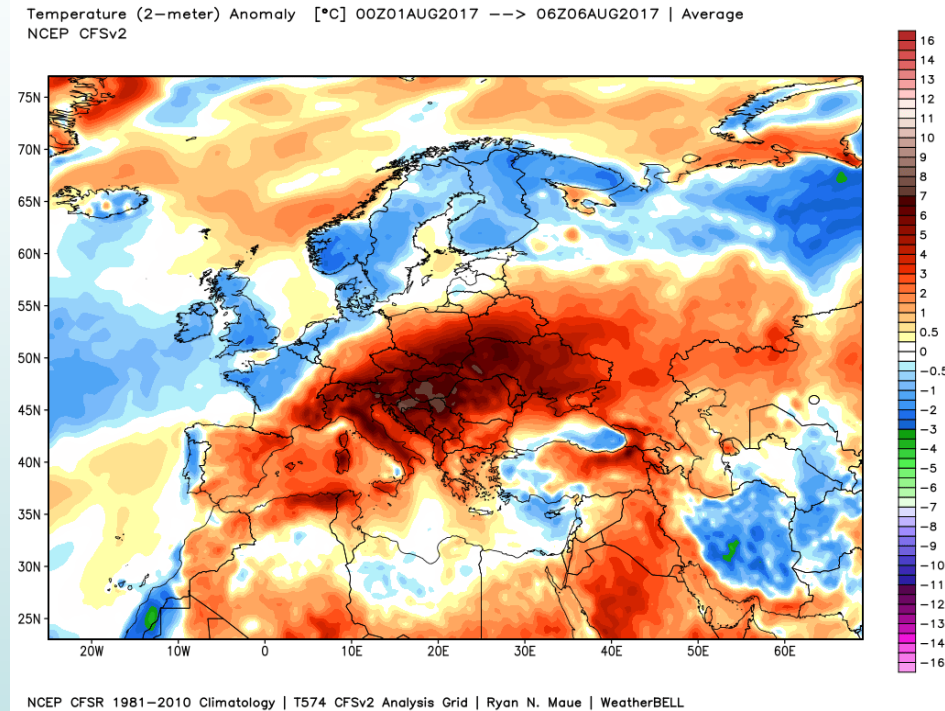 Temperature (2-meter) Anomaly [°C] 00Z01AUG2017 --> 06Z06AUG2017 | Average
NCEP CFSv2
75N
70N
65N
60N
55N
50N
45N
40N
35N
30N
25N
20W 10W 0 10E 20E 30E 40E 50E 60E
16
14
13
12
11
10
9
8
7
6
5
4
3
2
1
0.5
0
-0.5
-1
-2
-3
-4
-5
-6
-7
-8
-9
-10
-11
-12
-13
-14
-16
NCEP CFSR 1981-2010 Climatology | T574 CFSv2 Analysis Grid | Ryan N. Maue | WeatherBELL